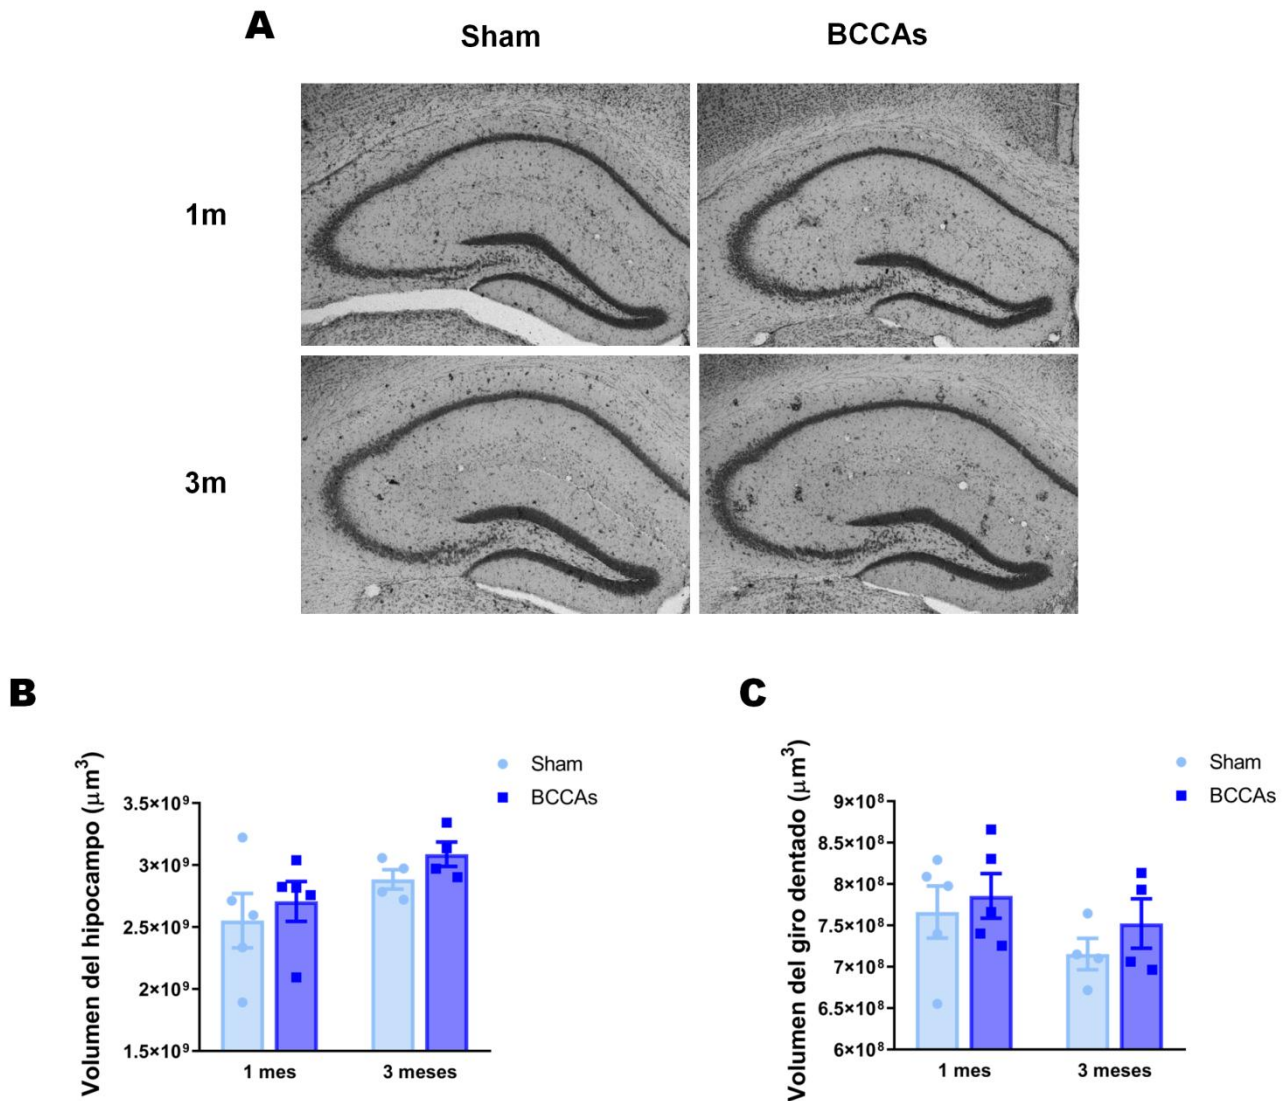 A
Sham
BCCAs
1m
3m
B
Volumen del hipocampo (μm³)
Sham
BCCAs
3.5×10⁹
3×10⁹
2.5×10⁹
2×10⁹
1.5×10⁹
1 mes
3 meses
C
Volumen del giro dentado (μm³)
Sham
BCCAs
9×10⁸
8.5×10⁸
8×10⁸
7.5×10⁸
7×10⁸
6.5×10⁸
6×10⁸
1 mes
3 meses